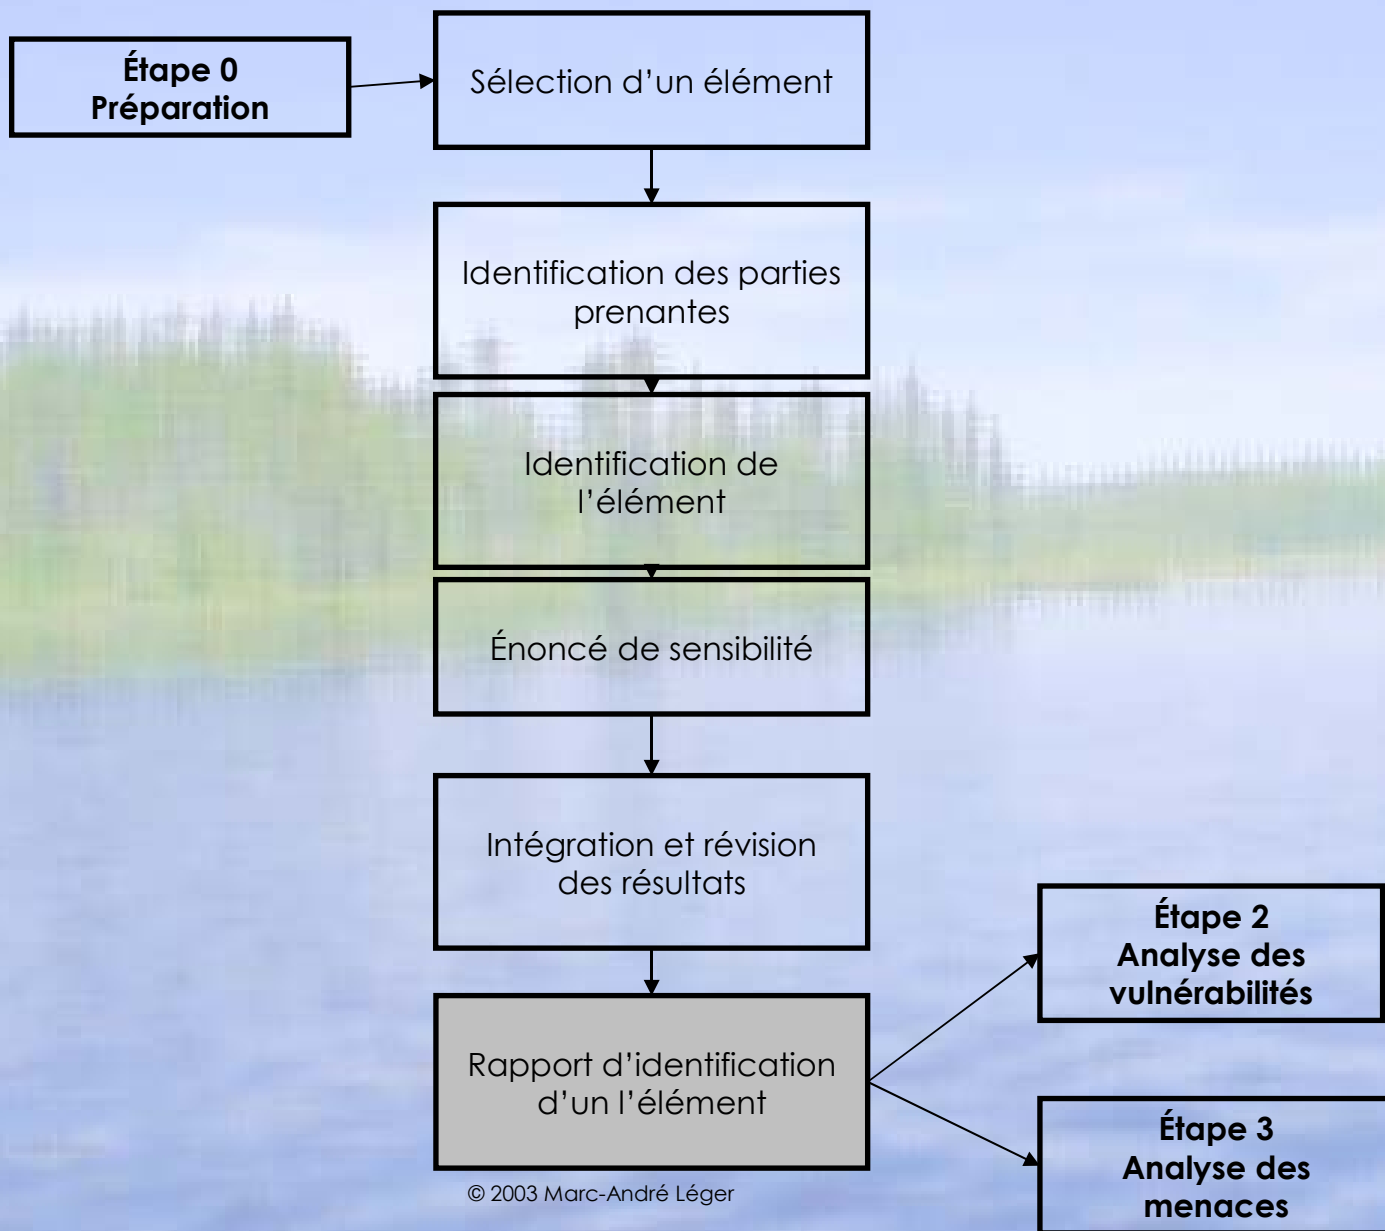 Étape 0
Préparation
Sélection d’un élément
Identification des parties
prenantes
Identification de
l’élément
Énoncé de sensibilité
Intégration et révision
des résultats
Rapport d’identification
d’un l’élément
Étape 2
Analyse des
vulnérabilités
Étape 3
Analyse des
menaces
© 2003 Marc-André Léger